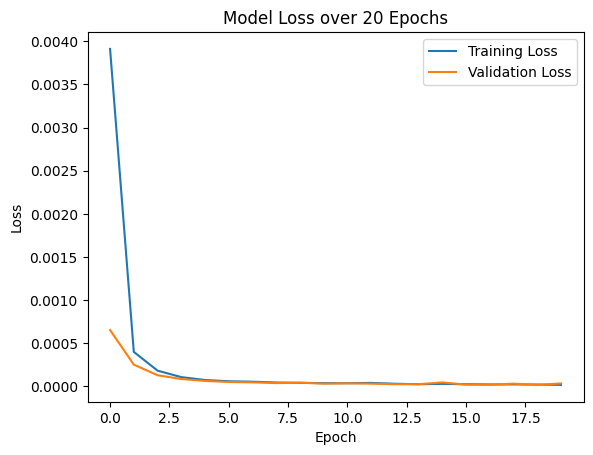 Model Loss over 20 Epochs
Training Loss
Validation Loss
Loss
0.0040
0.0035
0.0030
0.0025
0.0020
0.0015
0.0010
0.0005
0.0000
0.0 2.5 5.0 7.5 10.0 12.5 15.0 17.5
Epoch